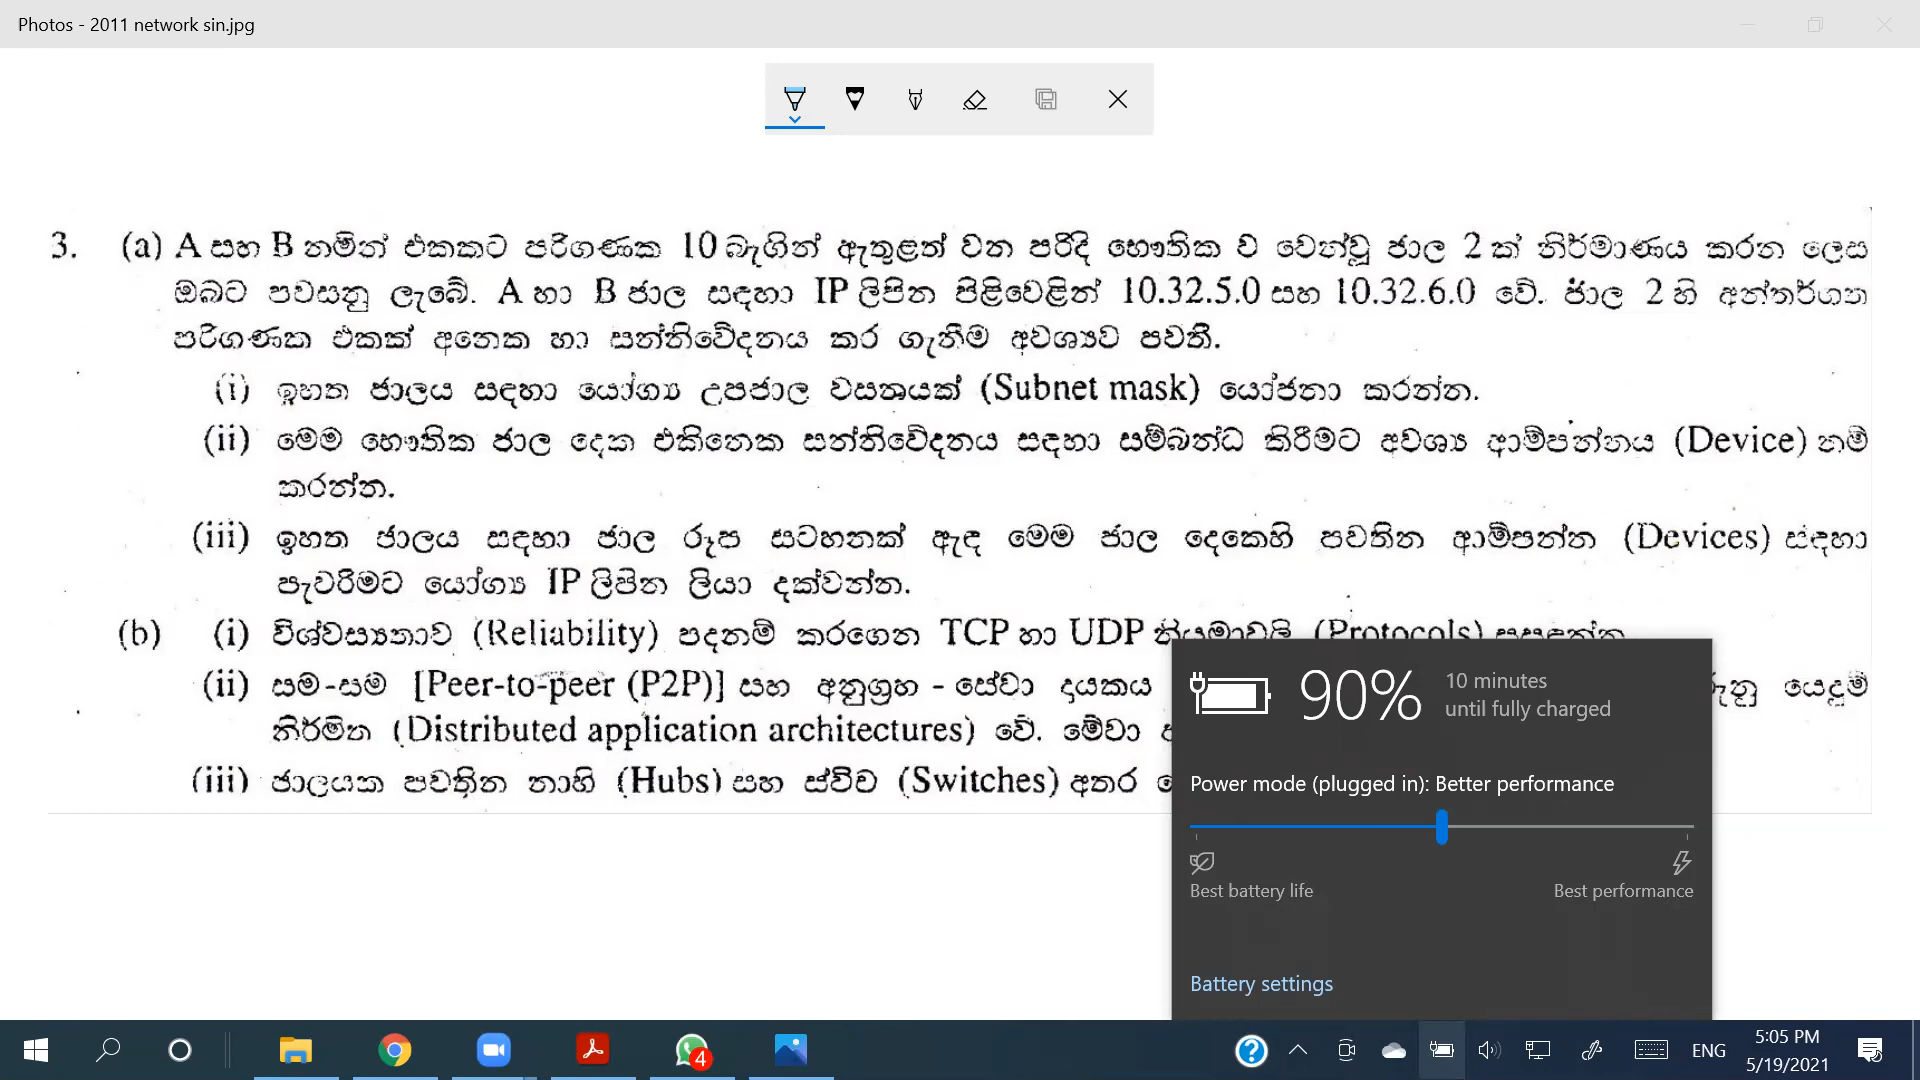 Photos - 2011 network sin.jpg
3. (a) A සහ B නමින් එකකට පරිගණක 10 බැගින් ඇතුළත් වන පරිදි භෞතික ව වෙන්වූ ජාල 2 ක් නිර්මාණය කරන ලෙස
ඔබට පවසනු ලැබේ. A හා B ජාල සඳහා IP ලිපින පිළිවෙළින් 10.32.5.0 සහ 10.32.6.0 වේ. ජාල 2 හි අන්තර්ගත
පරිගණක එකක් අනෙක හා සන්නිවේදනය කර ගැනීම අවශ්‍යව පවතී.
(i) ඉහත ජාලය සඳහා යෝග්‍ය උපජාල වසනයක් (Subnet mask) යෝජනා කරන්න.
(ii) මෙම භෞතික ජාල දෙක එකිනෙක සන්නිවේදනය සඳහා සම්බන්ධ කිරීමට අවශ්‍ය ආම්පන්නය (Device) නම්
කරන්න.
(iii) ඉහත ජාලය සඳහා ජාල රූප සටහනක් ඇඳ මෙම ජාල දෙකෙහි පවතින ආම්පන්න (Devices) සඳහා
පැවරීමට යෝග්‍ය IP ලිපින ලියා දක්වන්න.
(b) (i) විශ්වස්‍යතාව (Reliability) පදනම් කරගෙන TCP හා UDP නියමාවලි (Protocols) සසඳන්න
(ii) සම-සම [Peer-to-peer (P2P)] සහ අනුග්‍රහ - සේවා දායකය යෙදුම්
නිර්මිත (Distributed application architectures) වේ. මේවා
(iii) ජාලයක පවතින නාභි (Hubs) සහ ස්විච (Switches) අතර
90%
10 minutes
until fully charged
Power mode (plugged in): Better performance
Best battery life Best performance
Battery settings
4
ENG
5:05 PM
5/19/2021